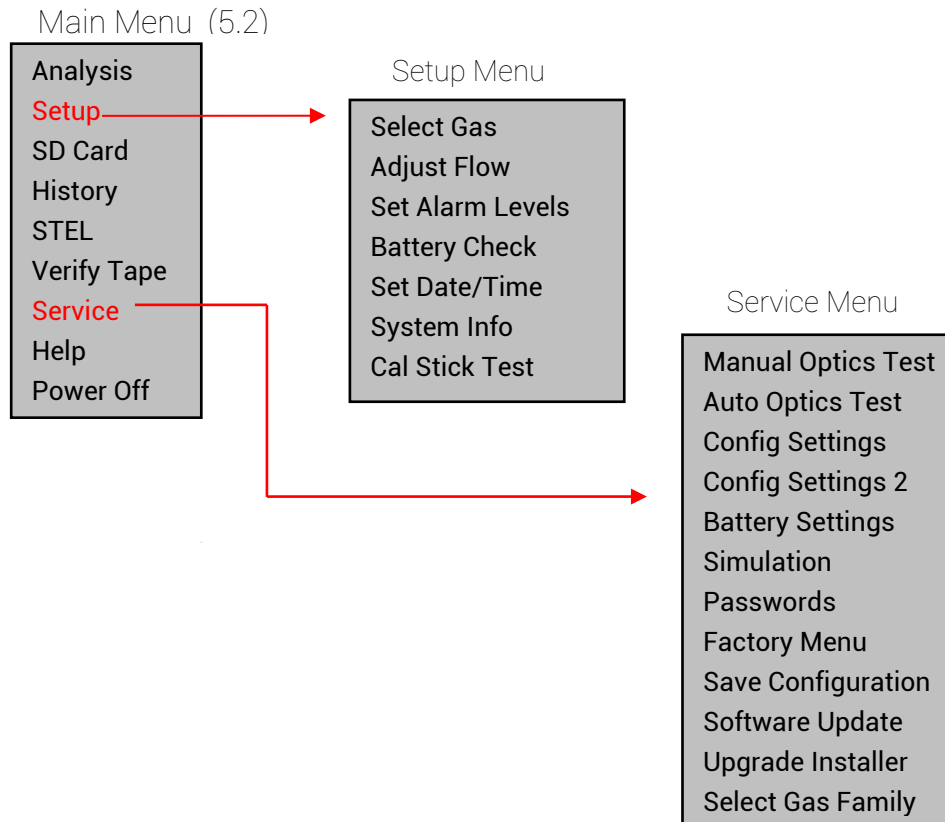 Main Menu (5.2)
Analysis
Setup
SD Card
History
STEL
Verify Tape
Service
Help
Power Off
Setup Menu
Select Gas
Adjust Flow
Set Alarm Levels
Battery Check
Set Date/Time
System Info
Cal Stick Test
Service Menu
Manual Optics Test
Auto Optics Test
Config Settings
Config Settings 2
Battery Settings
Simulation
Passwords
Factory Menu
Save Configuration
Software Update
Upgrade Installer
Select Gas Family